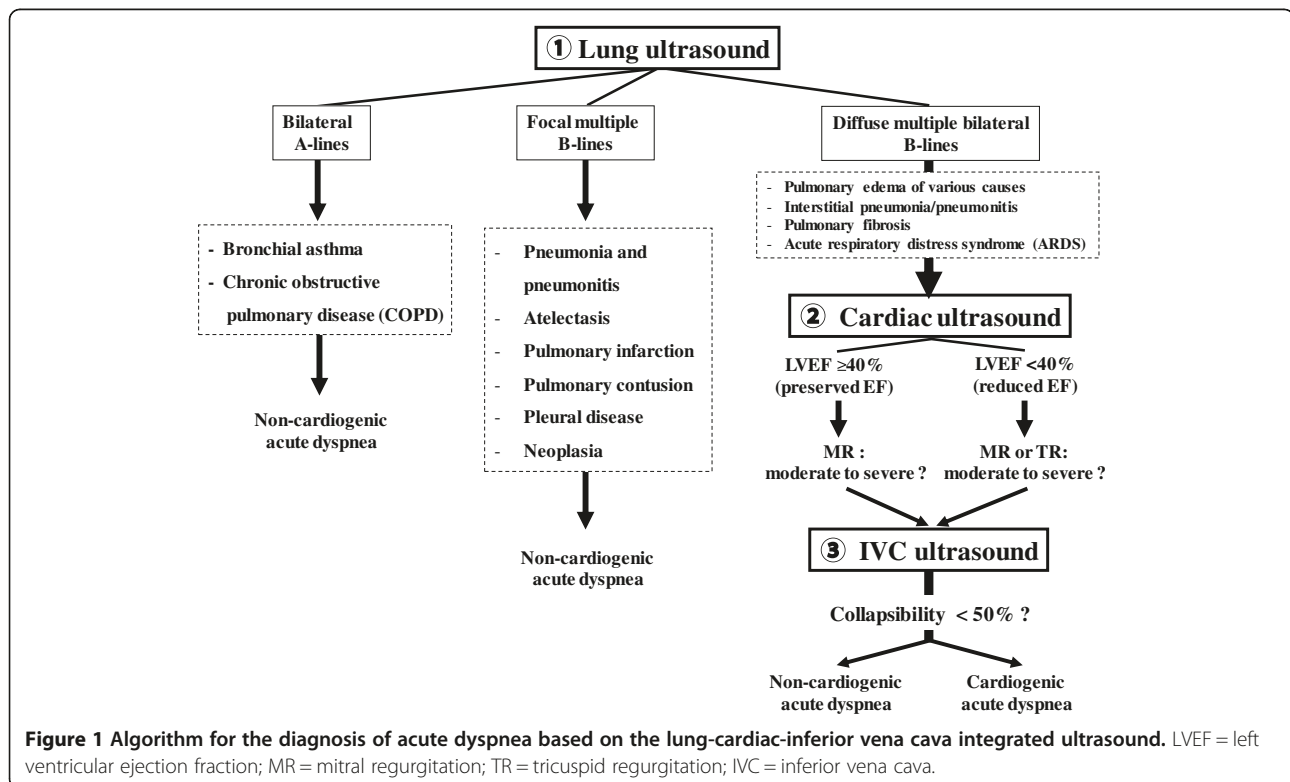 ① Lung ultrasound
Bilateral
A-lines
- Bronchial asthma
- Chronic obstructive
pulmonary disease (COPD)
Non-cardiogenic
acute dyspnea
Focal multiple
B-lines
- Pneumonia and
pneumonitis
- Atelectasis
- Pulmonary infarction
- Pulmonary contusion
- Pleural disease
- Neoplasia
Non-cardiogenic
acute dyspnea
Diffuse multiple bilateral
B-lines
- Pulmonary edema of various causes
- Interstitial pneumonia/pneumonitis
- Pulmonary fibrosis
- Acute respiratory distress syndrome (ARDS)
② Cardiac ultrasound
LVEF ≥40%
(preserved EF)
MR :
moderate to severe ?
LVEF <40%
(reduced EF)
MR or TR:
moderate to severe ?
③ IVC ultrasound
Collapsibility < 50% ?
Non-cardiogenic
acute dyspnea
Cardiogenic
acute dyspnea
Figure 1 Algorithm for the diagnosis of acute dyspnea based on the lung-cardiac-inferior vena cava integrated ultrasound. LVEF = left
ventricular ejection fraction; MR = mitral regurgitation; TR = tricuspid regurgitation; IVC = inferior vena cava.